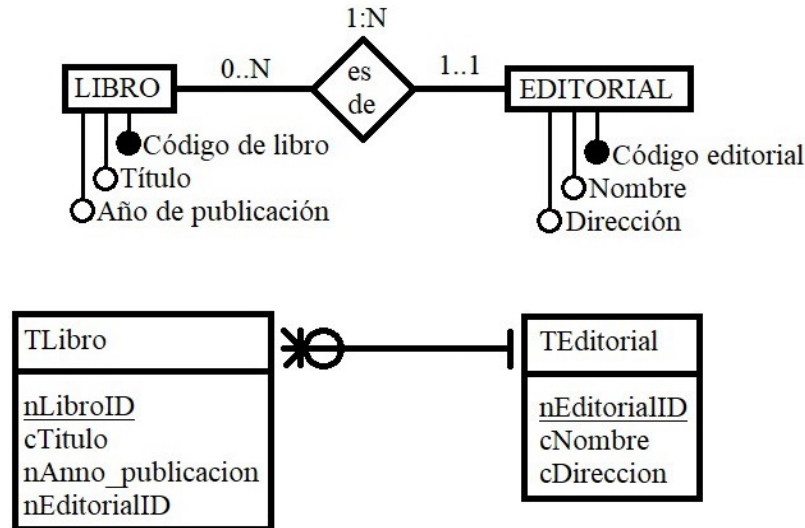 1:N
0..N
1..1
LIBRO
es
de
EDITORIAL
Código de libro
Título
Año de publicación
Código editorial
Nombre
Dirección
TLibro
nLibroID
cTitulo
nAnno_publicacion
nEditorialID
TEditorial
nEditorialID
cNombre
cDireccion